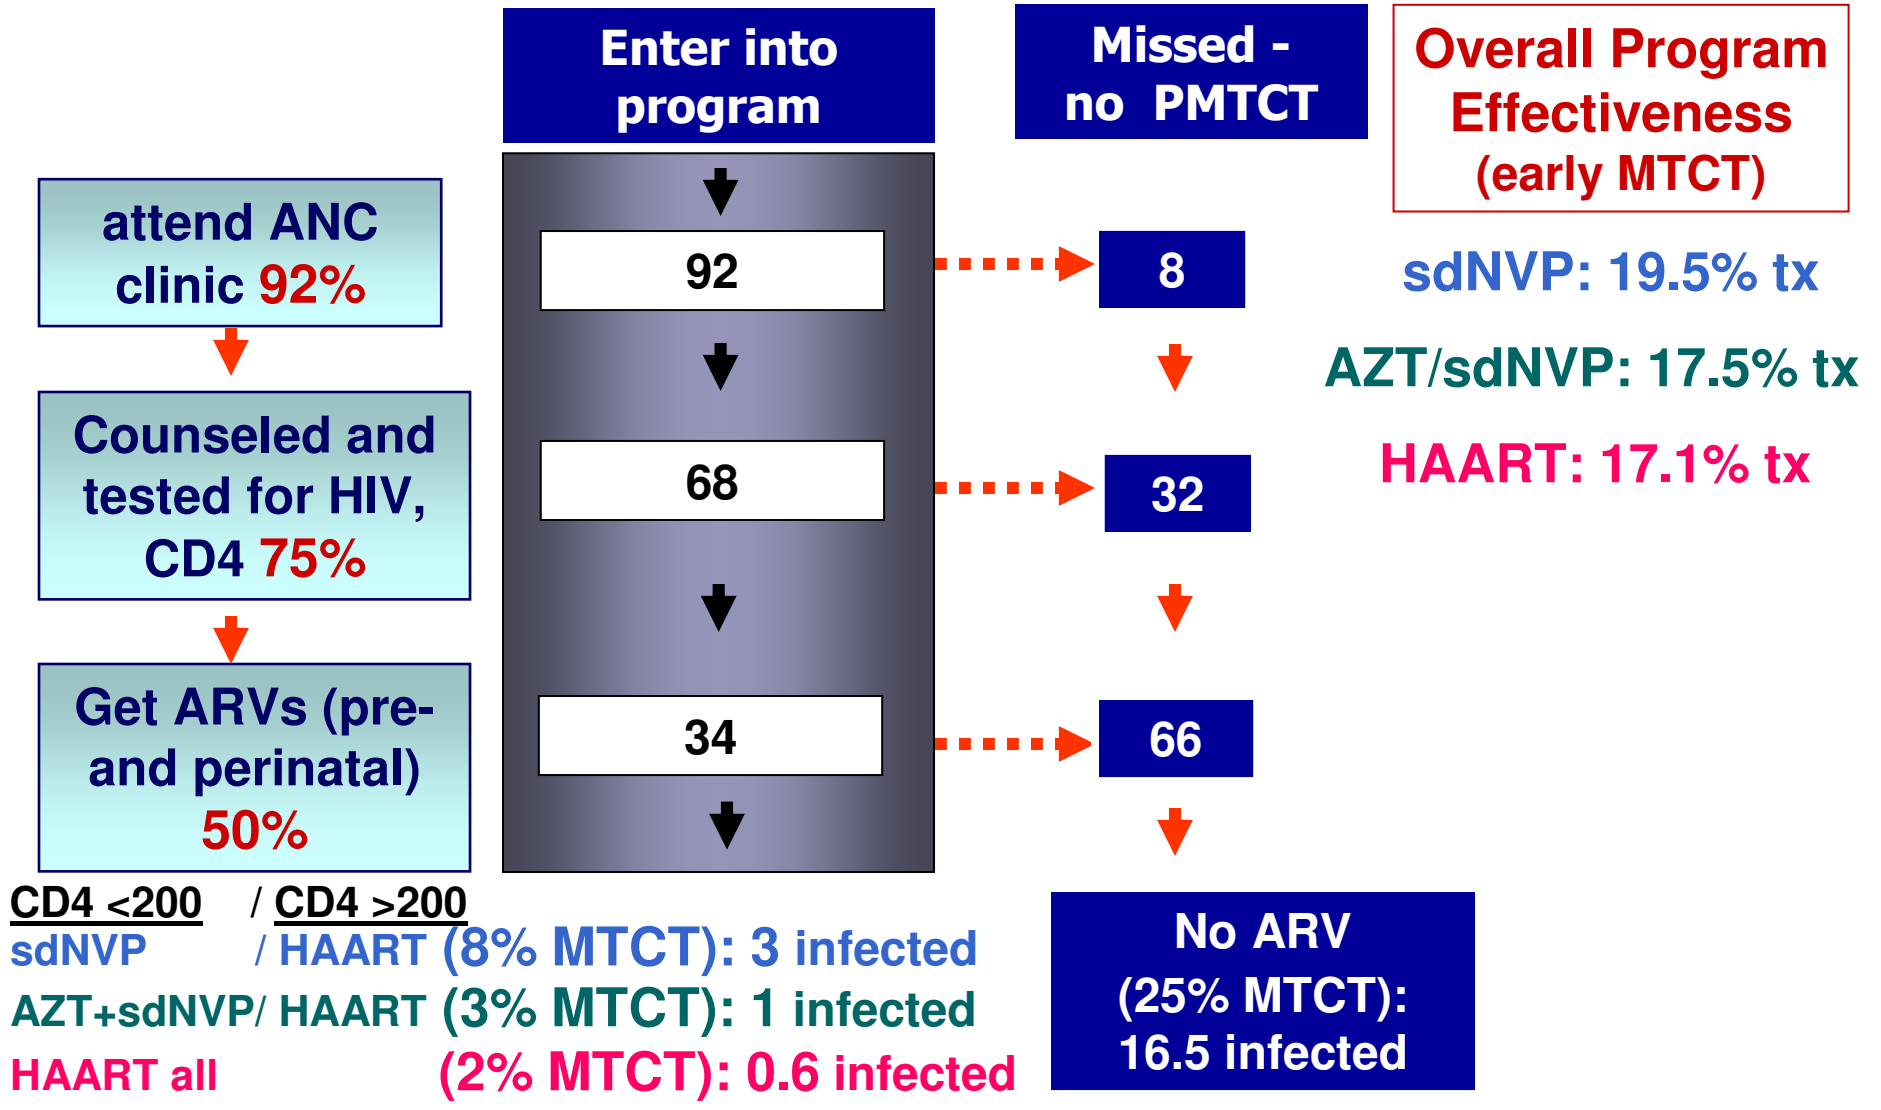 Enter into
program
Missed -
no PMTCT
Overall Program
Effectiveness
(early MTCT)
attend ANC
clinic 92%
92
8
sdNVP: 19.5% tx
AZT/sdNVP: 17.5% tx
HAART: 17.1% tx
Counseled and
tested for HIV,
CD4 75%
68
32
Get ARVs (pre-
and perinatal)
50%
34
66
CD4 <200 / CD4 >200
sdNVP / HAART (8% MTCT): 3 infected
AZT+sdNVP/ HAART (3% MTCT): 1 infected
HAART all (2% MTCT): 0.6 infected
No ARV
(25% MTCT):
16.5 infected